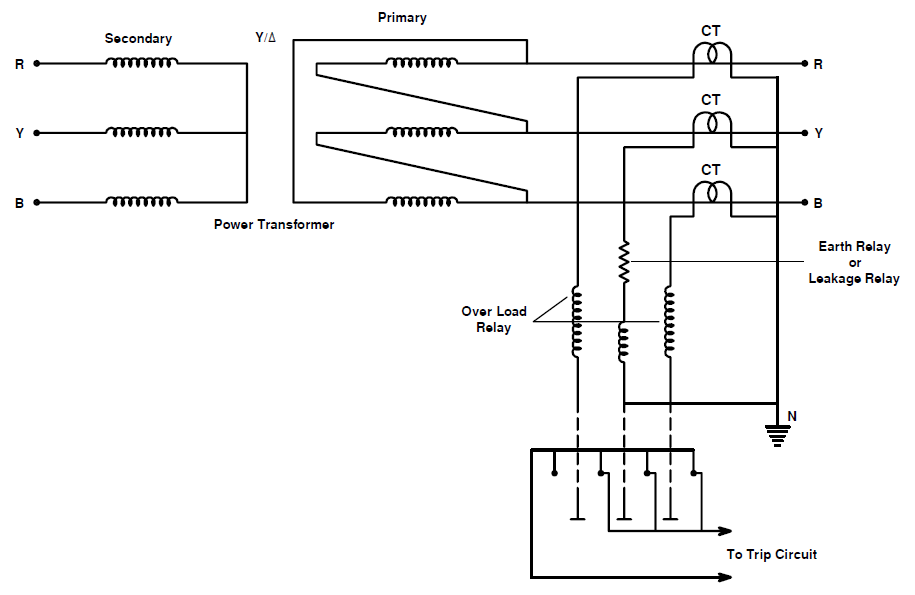 Primary
Secondary
Y/Δ
CT
R
R
CT
Y
Y
CT
B
B
Power Transformer
Earth Relay
or
Leakage Relay
Over Load
Relay
N
To Trip Circuit